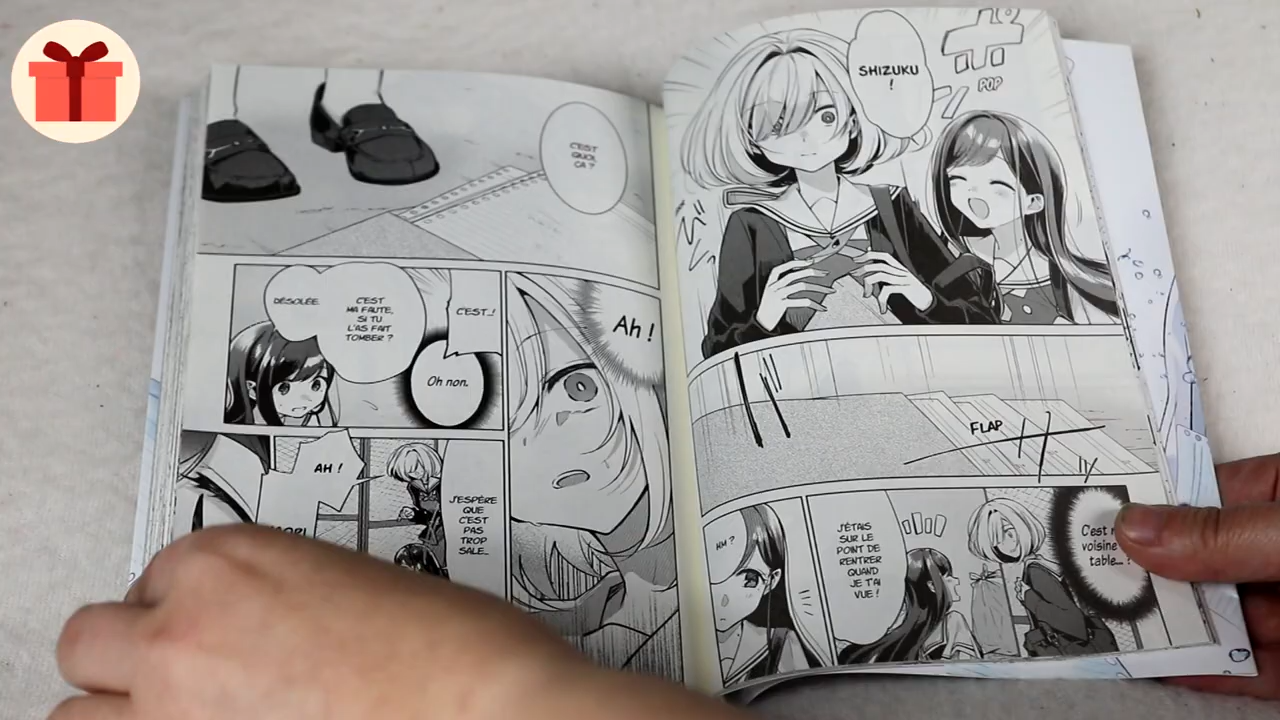 C'EST
QUOI
ÇA ?
DÉSOLÉE.
C'EST
MA FAUTE,
SI TU
L'AS FAIT
TOMBER ?
C'EST..!
Oh non.
Ah !
AH !
J'ESPÈRE
QUE
C'EST
PAS
TROP
SALE...
SHIZUKU
!
ポ
POP
FLAP
HM ?
J'ÉTAIS
SUR LE
POINT DE
RENTRER
QUAND
JE T'AI
VUE !
C'est
voisine
table... ?